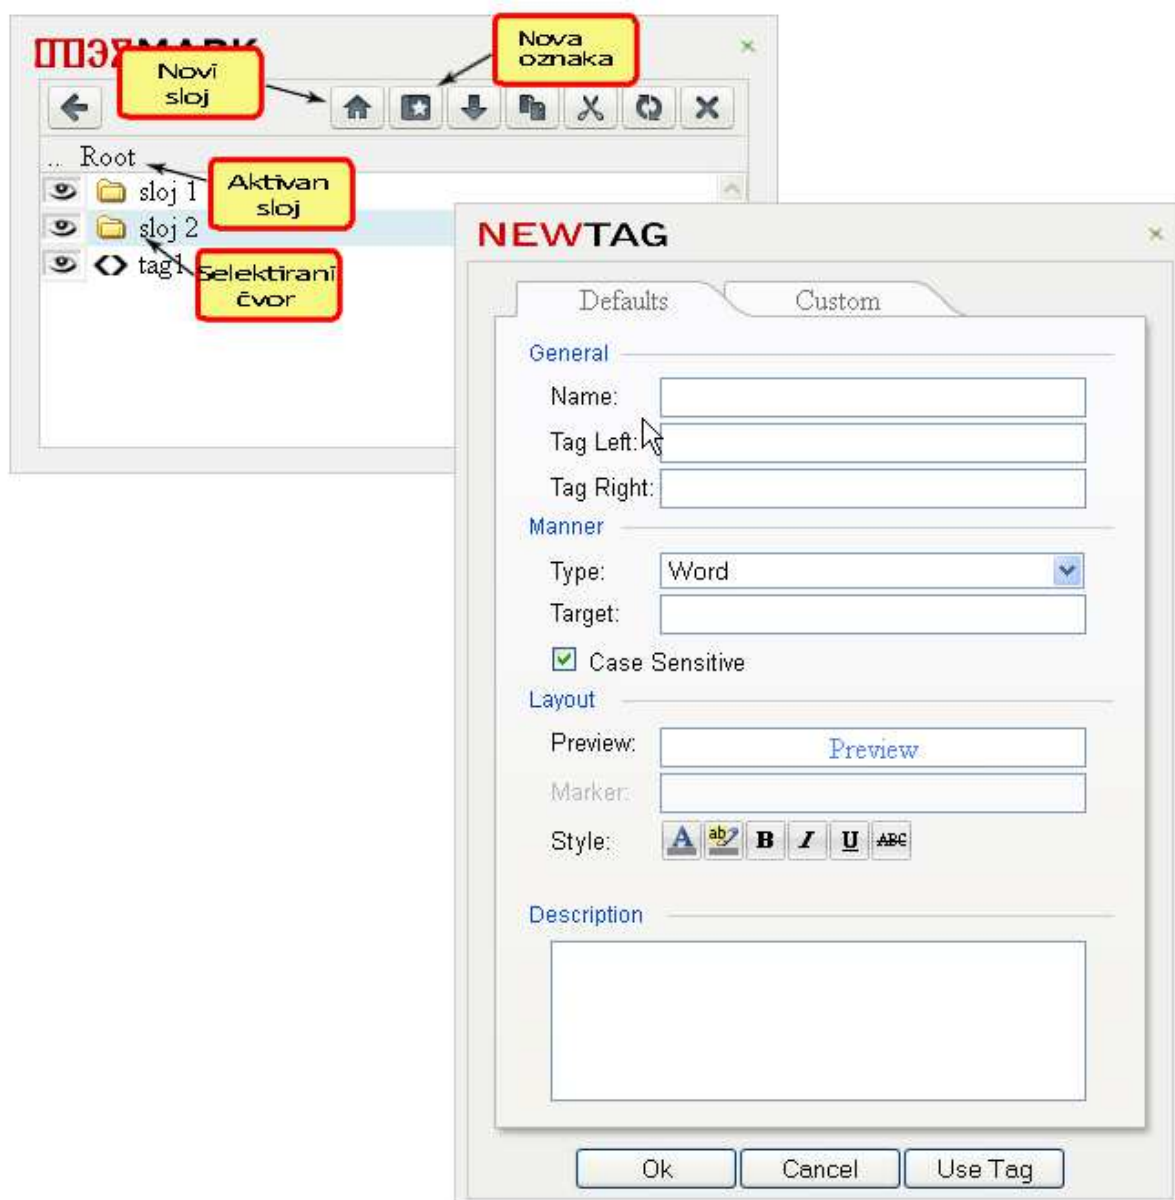 MARK
Nova
oznaka
Novi
sloj
.. Root
Aktivan
sloj
sloj 1
sloj 2
tag1
Selektirani
čvor
NEWTAG
Defaults Custom
General
Name:
Tag Left:
Tag Right:
Manner
Type: Word
Target:
Case Sensitive
Layout
Preview: Preview
Marker:
Style: A ab B I U ABC
Description
Ok Cancel Use Tag